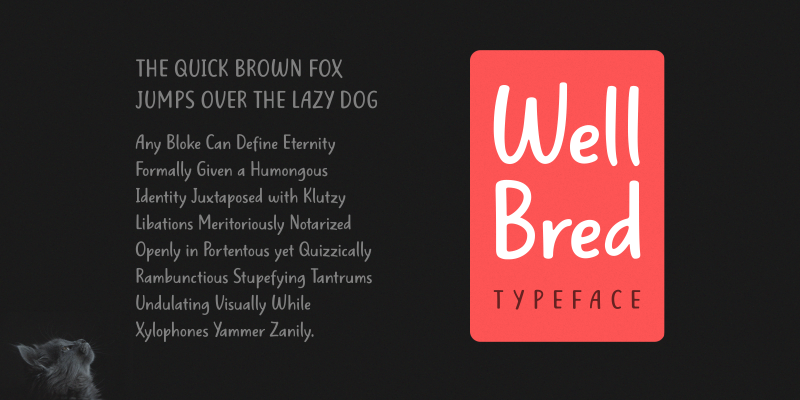 THE QUICK BROWN FOX
JUMPS OVER THE LAZY DOG
Any Bloke Can Define Eternity
Formally Given a Humongous
Identity Juxtaposed with Klutzy
Libations Meritoriously Notarized
Openly in Portentous yet Quizzically
Rambunctious Stupefying Tantrums
Undulating Visually While
Xylophones Yammer Zanily.
Well
Bred
TYPEFACE